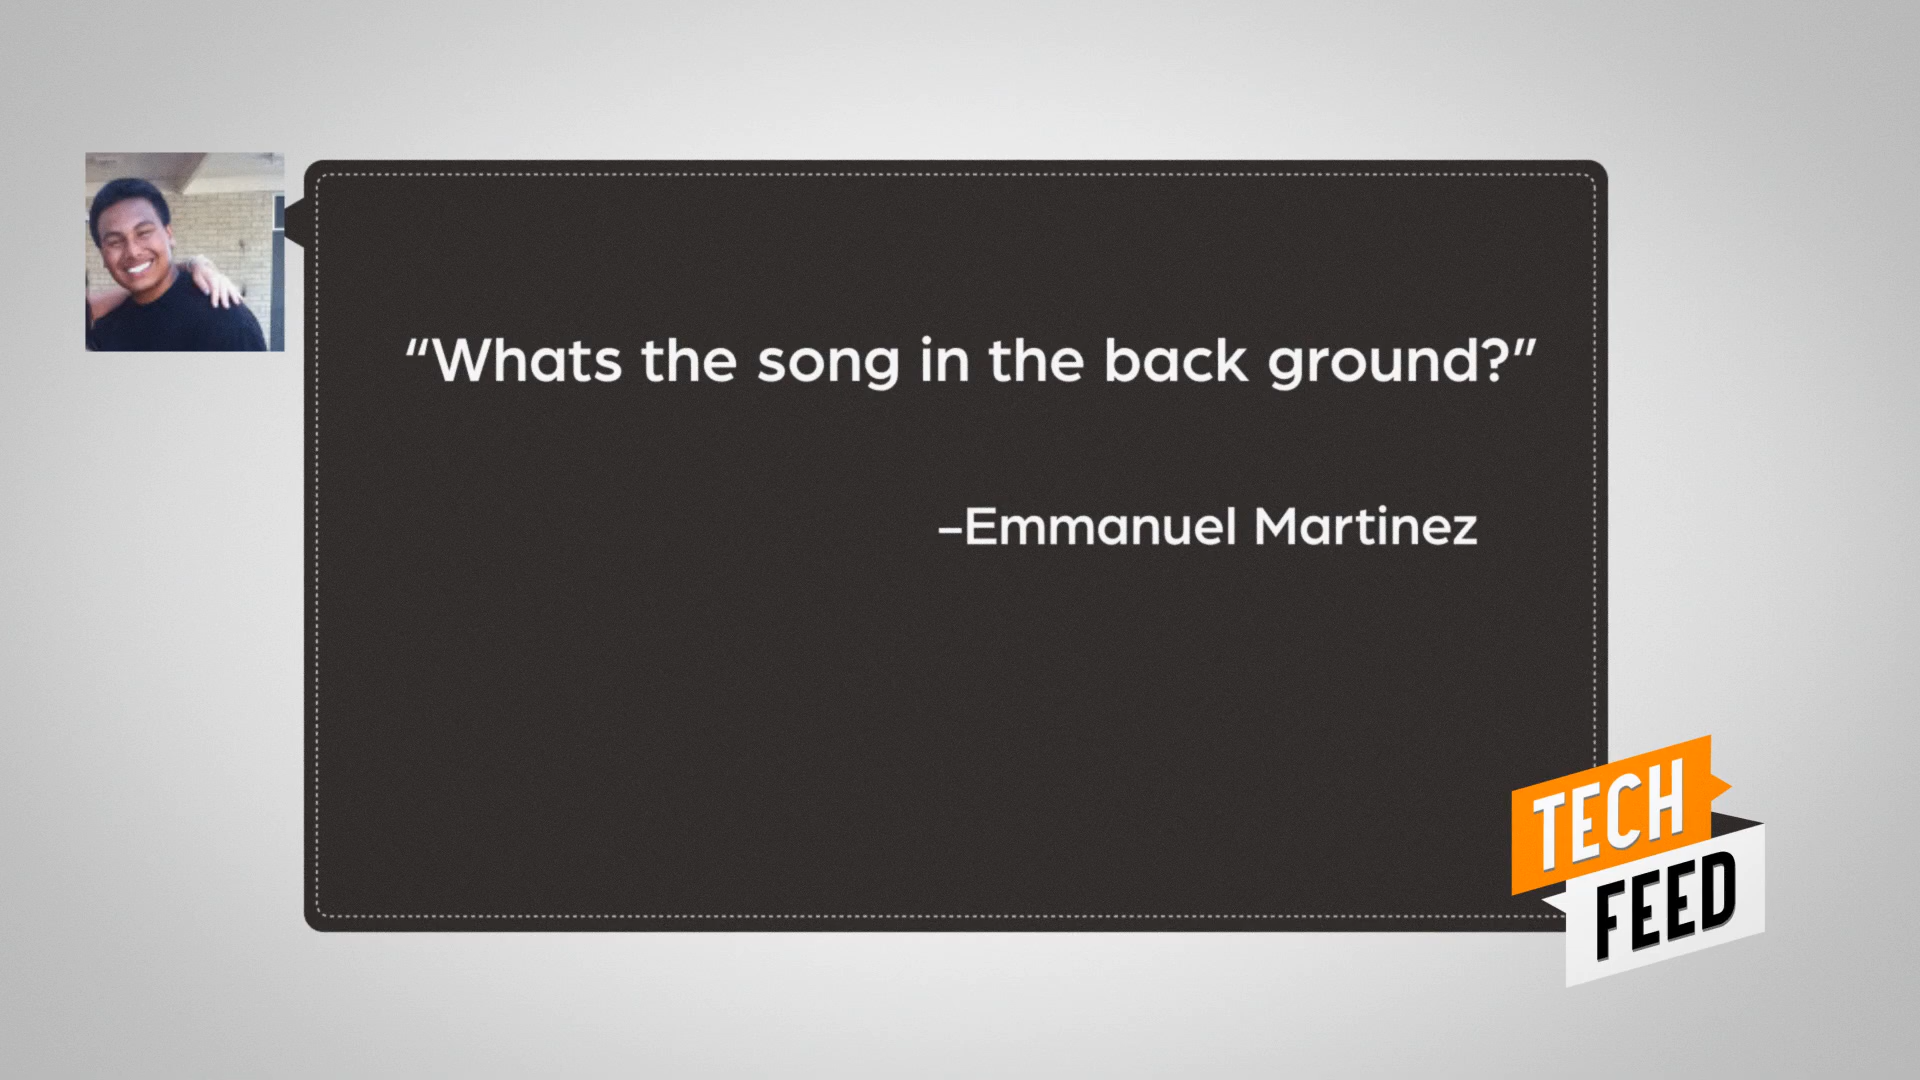 “Whats the song in the back ground?”
–Emmanuel Martinez
TECH
FEED